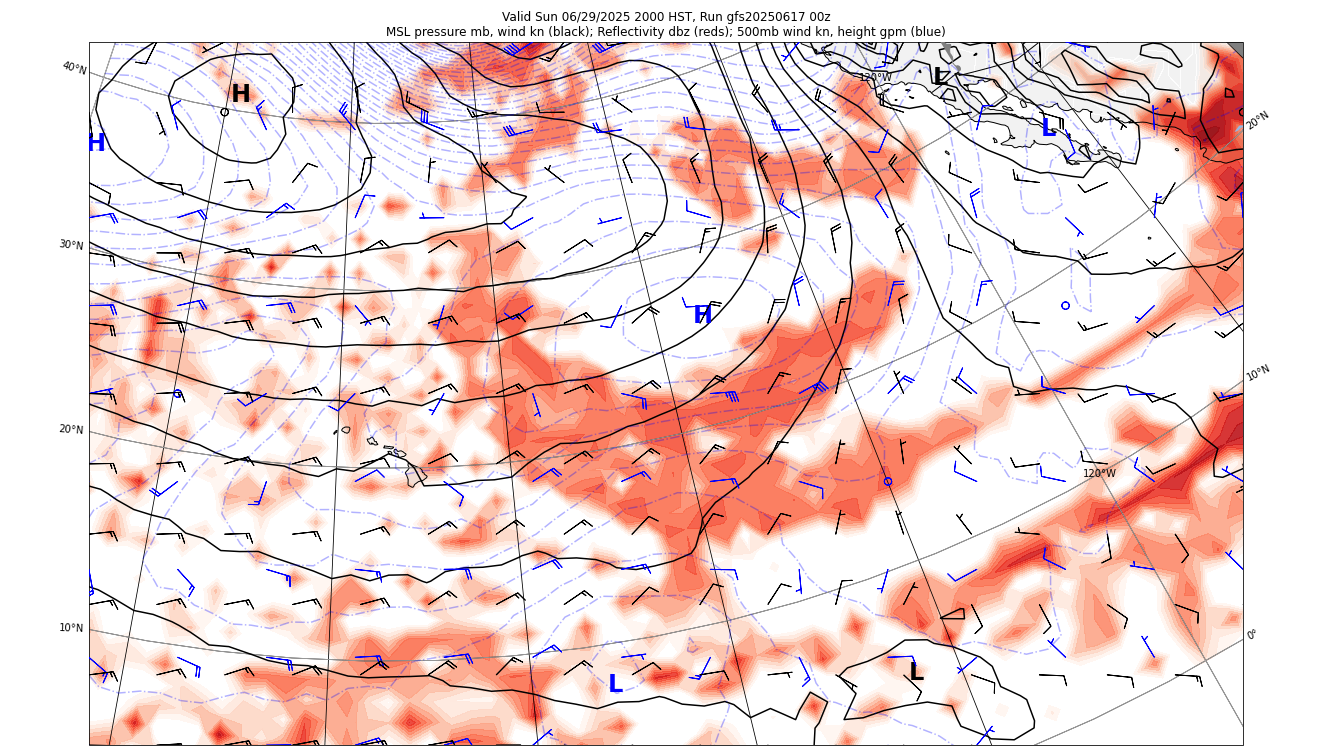 Valid Sun 06/29/2025 2000 HST, Run gfs20250617 00z
MSL pressure mb, wind kn (black); Reflectivity dbz (reds); 500mb wind kn, height gpm (blue)
40°N
H
120°W
L
20°N
H
L
30°N
H
10°N
20°N
120°W
10°N
0°
L
L